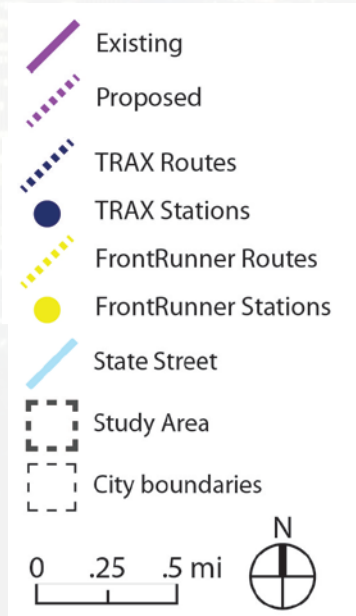 Existing
Proposed
TRAX Routes
TRAX Stations
FrontRunner Routes
FrontRunner Stations
State Street
Study Area
City boundaries
N
0 .25 .5 mi